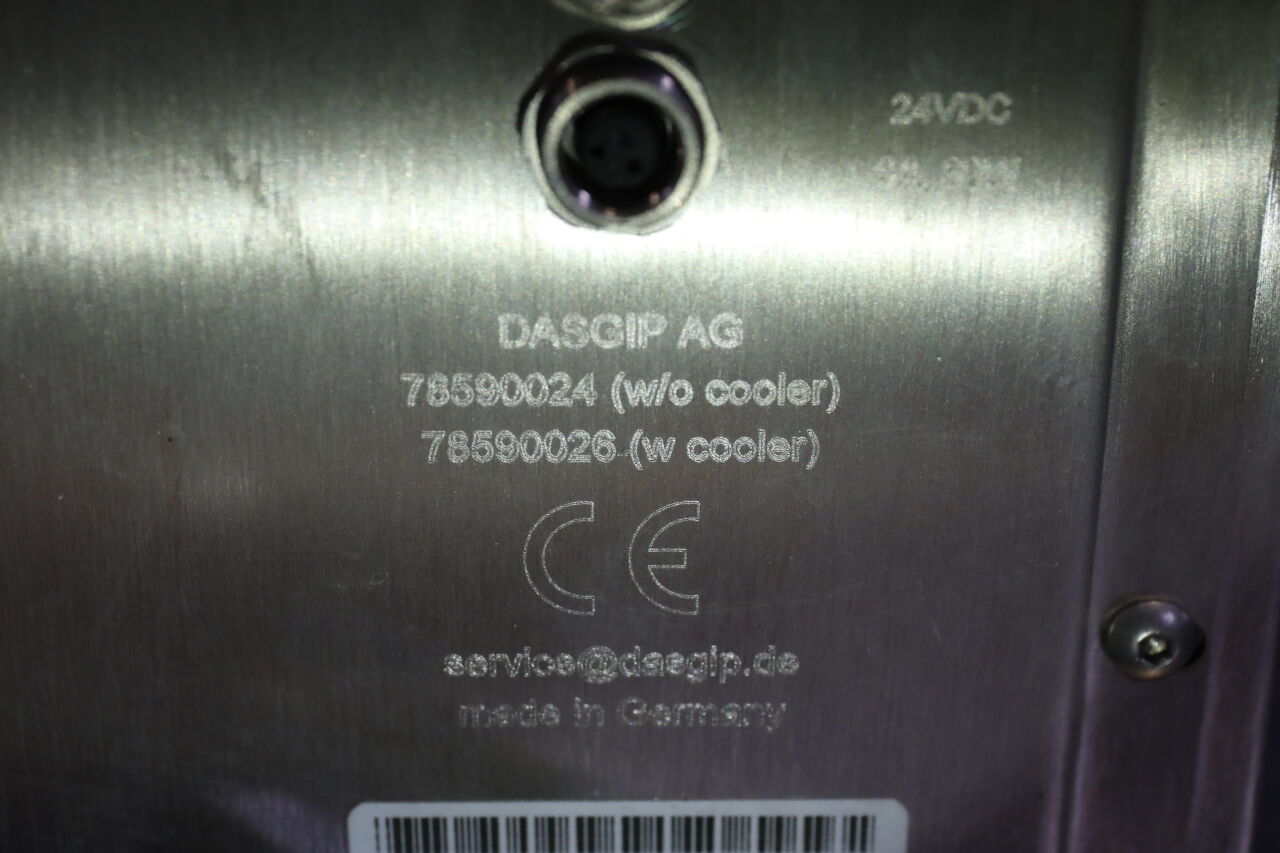 24VDC
DASGIP AG
78590024 (w/o cooler)
78590026 (w cooler)
CE
service@dasgip.de
made in Germany